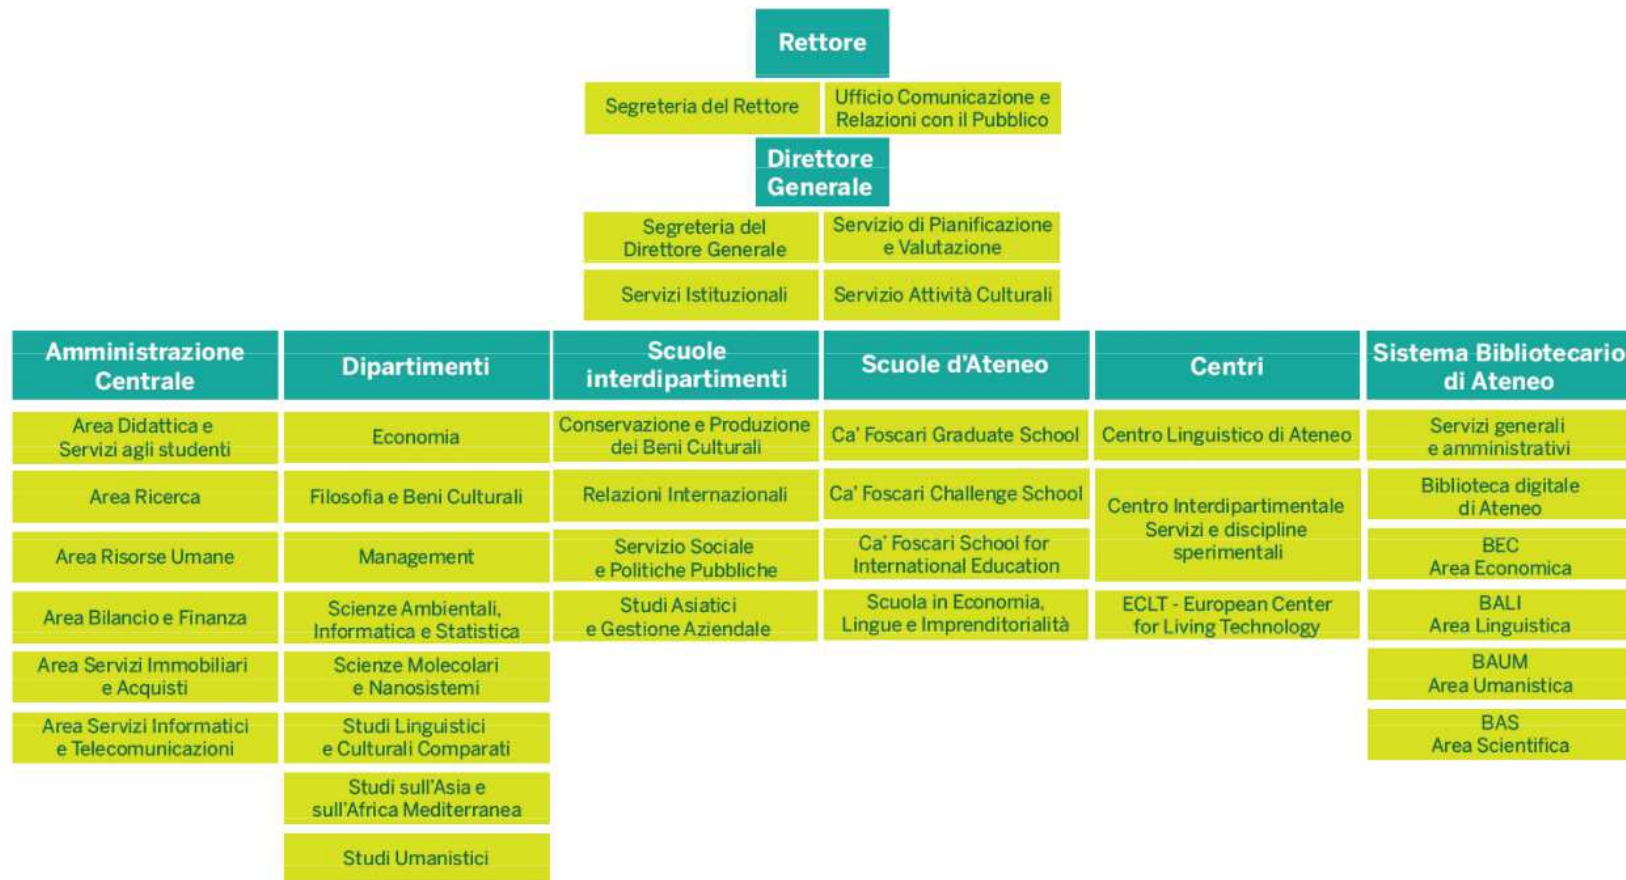 Rettore
Segreteria del Rettore
Ufficio Comunicazione e
Relazioni con il Pubblico
Direttore
Generale
Segreteria del
Direttore Generale
Servizio di Pianificazione
e Valutazione
Servizi Istituzionali
Servizio Attività Culturali
Amministrazione
Centrale
Area Didattica e
Servizi agli studenti
Area Ricerca
Area Risorse Umane
Area Bilancio e Finanza
Area Servizi Immobiliari
e Acquisti
Area Servizi Informatici
e Telecomunicazioni
Dipartimenti
Economia
Filosofia e Beni Culturali
Management
Scienze Ambientali,
Informatica e Statistica
Scienze Molecolari
e Nanosistemi
Studi Linguistici
e Culturali Comparati
Studi sull'Asia e
sull'Africa Mediterranea
Studi Umanistici
Scuole
interdipartimenti
Conservazione e Produzione
dei Beni Culturali
Relazioni Internazionali
Servizio Sociale
e Politiche Pubbliche
Studi Asiatici
e Gestione Aziendale
Scuole d'Ateneo
Ca' Foscari Graduate School
Ca' Foscari Challenge School
Ca' Foscari School for
International Education
Scuola in Economia,
Lingue e Imprenditorialità
Centri
Centro Linguistico di Ateneo
Centro Interdipartimentale
Servizi e discipline
sperimentali
ECLT - European Center
for Living Technology
Sistema Bibliotecario
di Ateneo
Servizi generali
e amministrativi
Biblioteca digitale
di Ateneo
BEC
Area Economica
BALI
Area Linguistica
BAUM
Area Umanistica
BAS
Area Scientifica